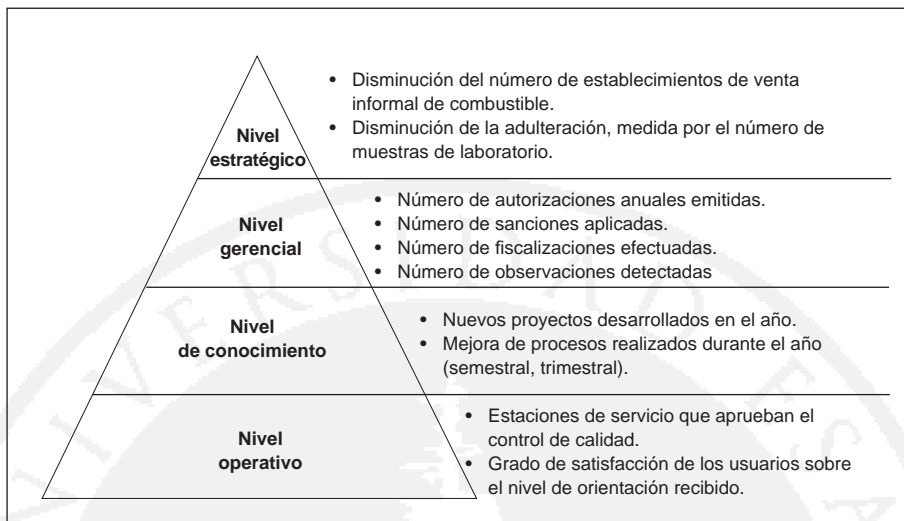 • Disminución del número de establecimientos de venta
informal de combustible.
• Disminución de la adulteración, medida por el número de
muestras de laboratorio.
Nivel
estratégico
• Número de autorizaciones anuales emitidas.
• Número de sanciones aplicadas.
• Número de fiscalizaciones efectuadas.
• Número de observaciones detectadas
Nivel
gerencial
• Nuevos proyectos desarrollados en el año.
• Mejora de procesos realizados durante el año
(semestral, trimestral).
Nivel
de conocimiento
• Estaciones de servicio que aprueban el
control de calidad.
• Grado de satisfacción de los usuarios sobre
el nivel de orientación recibido.
Nivel
operativo